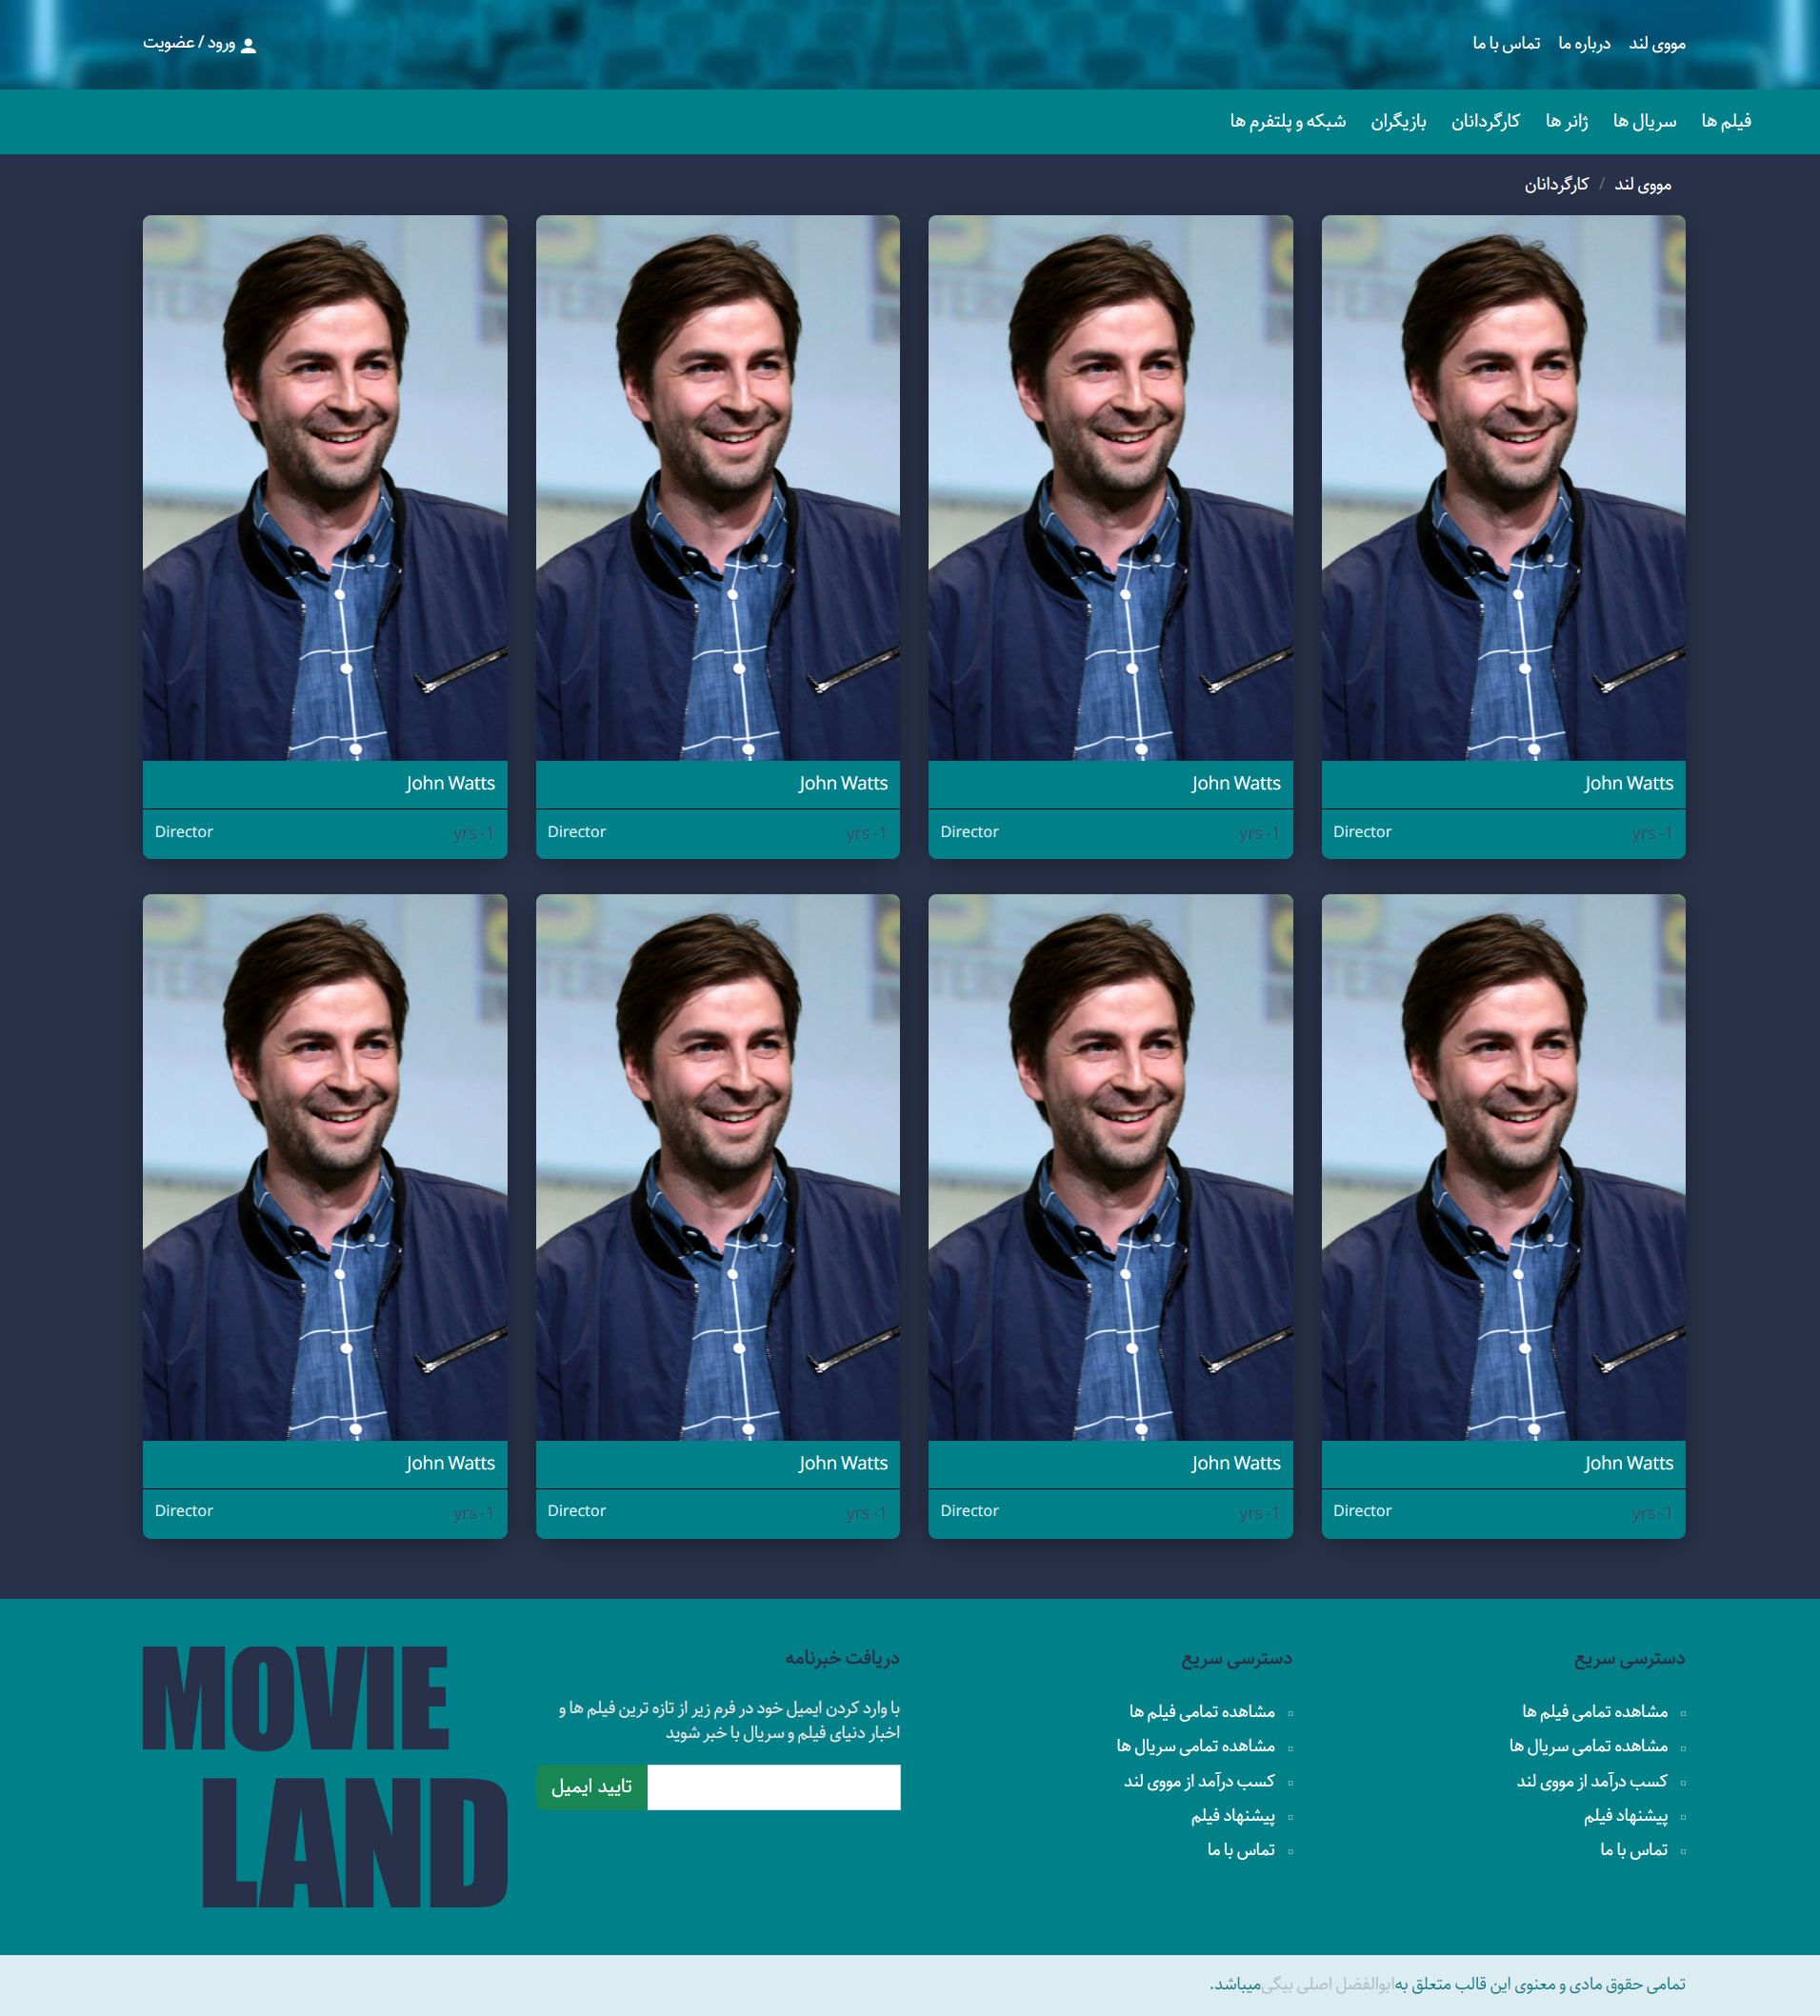 مووی لند درباره ما تماس با ما
ورود / عضویت
فیلم ها سریال ها ژانر ها کارگردانان بازیگران شبکه و پلتفرم ها
مووی لند / کارگردانان
John Watts
yrs -1 Director
John Watts
yrs -1 Director
John Watts
yrs -1 Director
John Watts
yrs -1 Director
John Watts
yrs -1 Director
John Watts
yrs -1 Director
John Watts
yrs -1 Director
John Watts
yrs -1 Director
دسترسی سریع
مشاهده تمامی فیلم ها
مشاهده تمامی سریال ها
کسب درآمد از مووی لند
پیشنهاد فیلم
تماس با ما
دسترسی سریع
مشاهده تمامی فیلم ها
مشاهده تمامی سریال ها
کسب درآمد از مووی لند
پیشنهاد فیلم
تماس با ما
دریافت خبرنامه
با وارد کردن ایمیل خود در فرم زیر از تازه ترین فیلم ها و
اخبار دنیای فیلم و سریال با خبر شوید
تایید ایمیل
MOVIE
LAND
تمامی حقوق مادی و معنوی این قالب متعلق به ابوالفضل اصلی بیگی میباشد.